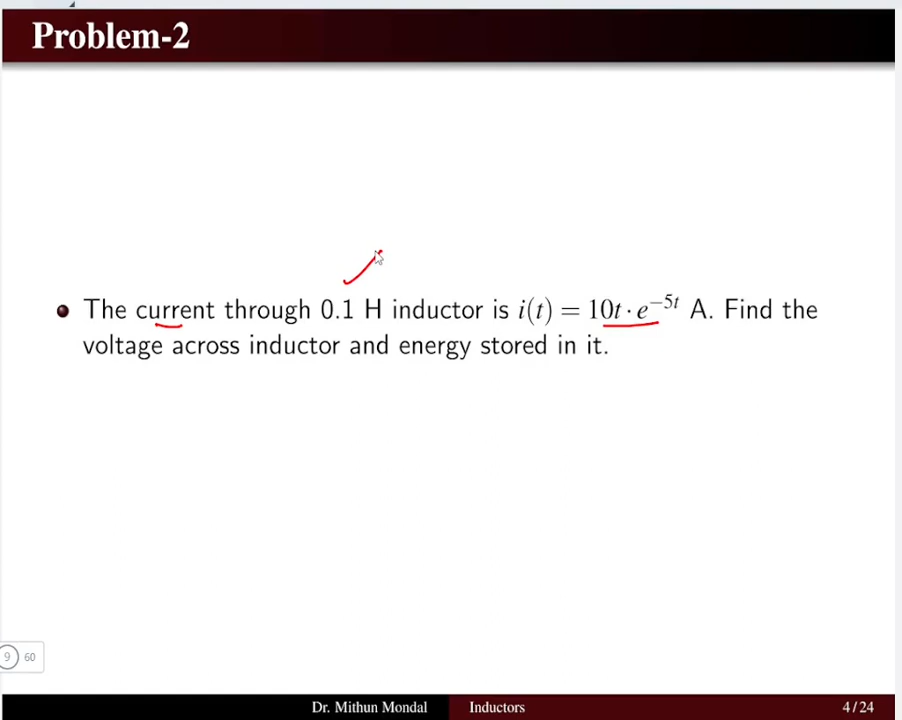 Problem-2
The current through 0.1 H inductor is i(t) = 10t · e^{−5t} A. Find the
voltage across inductor and energy stored in it.
9 60
Dr. Mithun Mondal Inductors 4 / 24